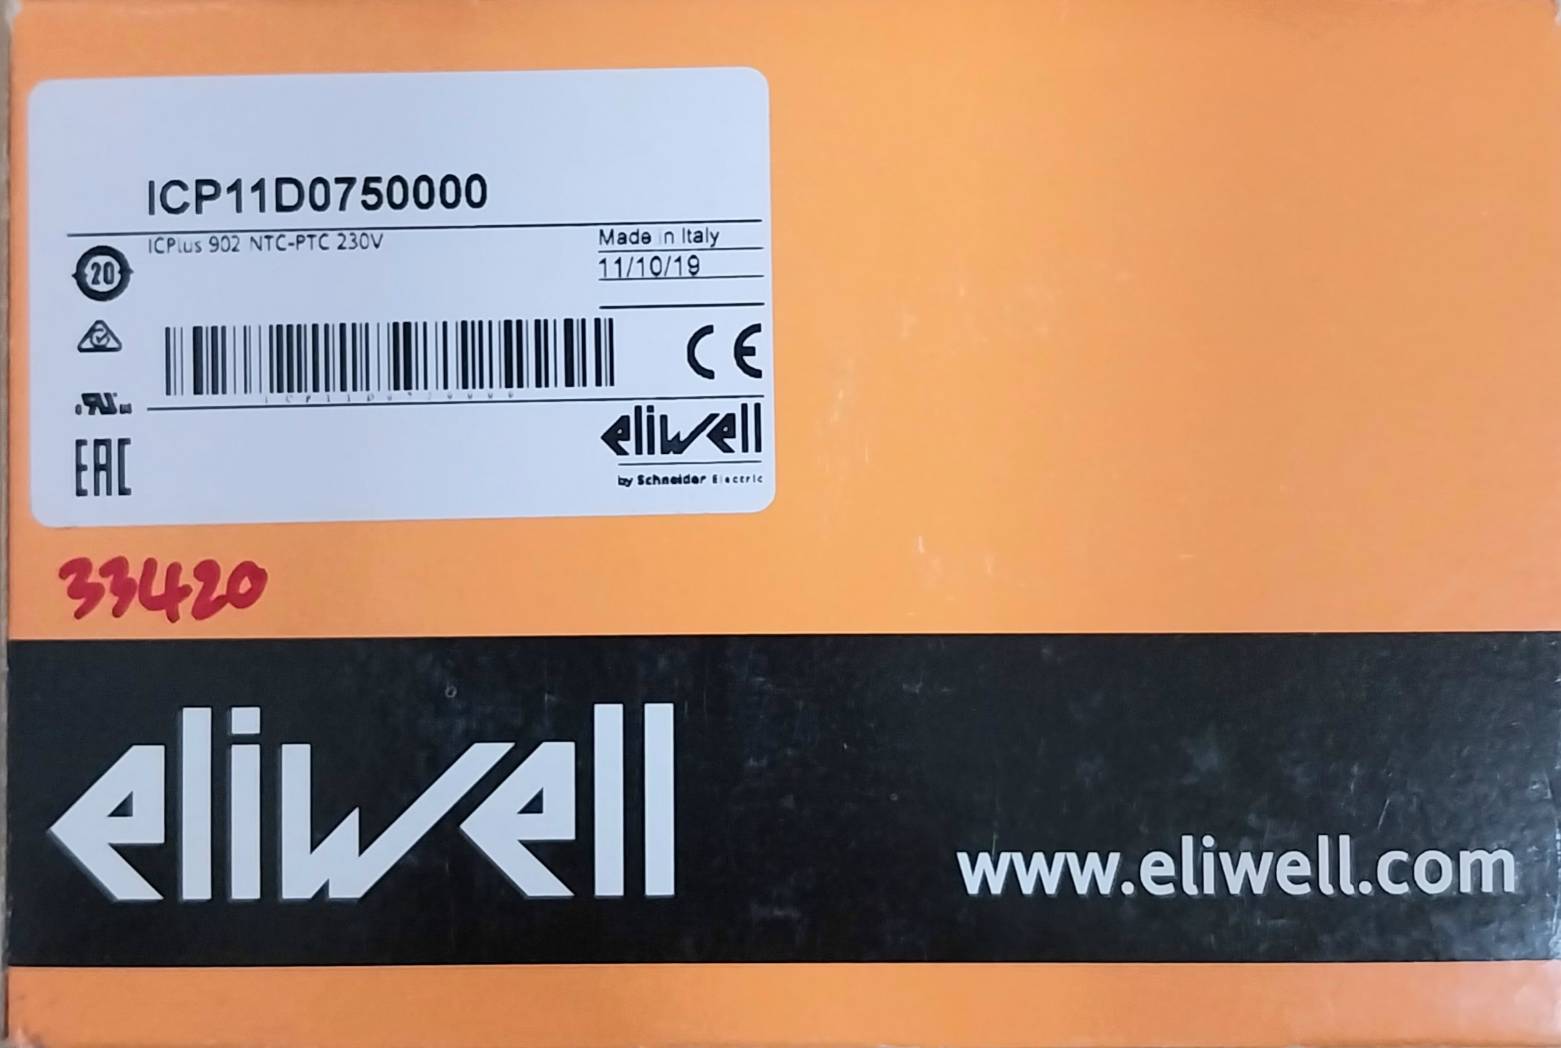 ICP11D0750000
ICPlus 902 NTC-PTC 230V
Made in Italy
11/10/19
20
CE
EAC
eliwell
by Schneider Electric
33420
eliwell
www.eliwell.com